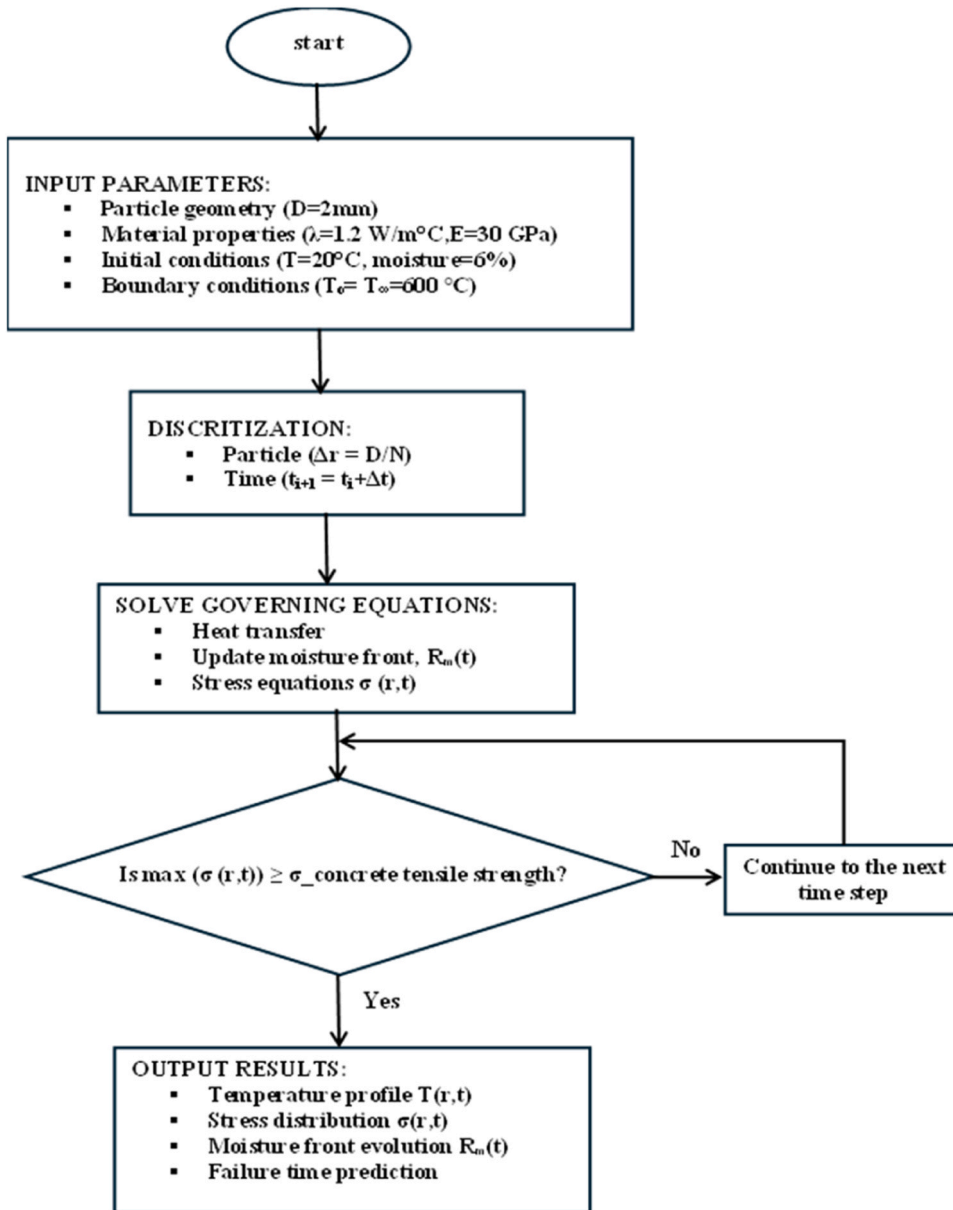 start
INPUT PARAMETERS:
▪ Particle geometry (D=2mm)
▪ Material properties (λ=1.2 W/m°C,E=30 GPa)
▪ Initial conditions (T=20°C, moisture=6%)
▪ Boundary conditions (Tₒ= T∞=600 °C)
DISCRITIZATION:
▪ Particle (Δr = D/N)
▪ Time (tᵢ₊₁ = tᵢ+Δt)
SOLVE GOVERNING EQUATIONS:
▪ Heat transfer
▪ Update moisture front, Rₘ(t)
▪ Stress equations σ (r,t)
Is max (σ (r,t)) ≥ σ_concrete tensile strength?
No
Continue to the next
time step
Yes
OUTPUT RESULTS:
▪ Temperature profile T(r,t)
▪ Stress distribution σ(r,t)
▪ Moisture front evolution Rₘ(t)
▪ Failure time prediction